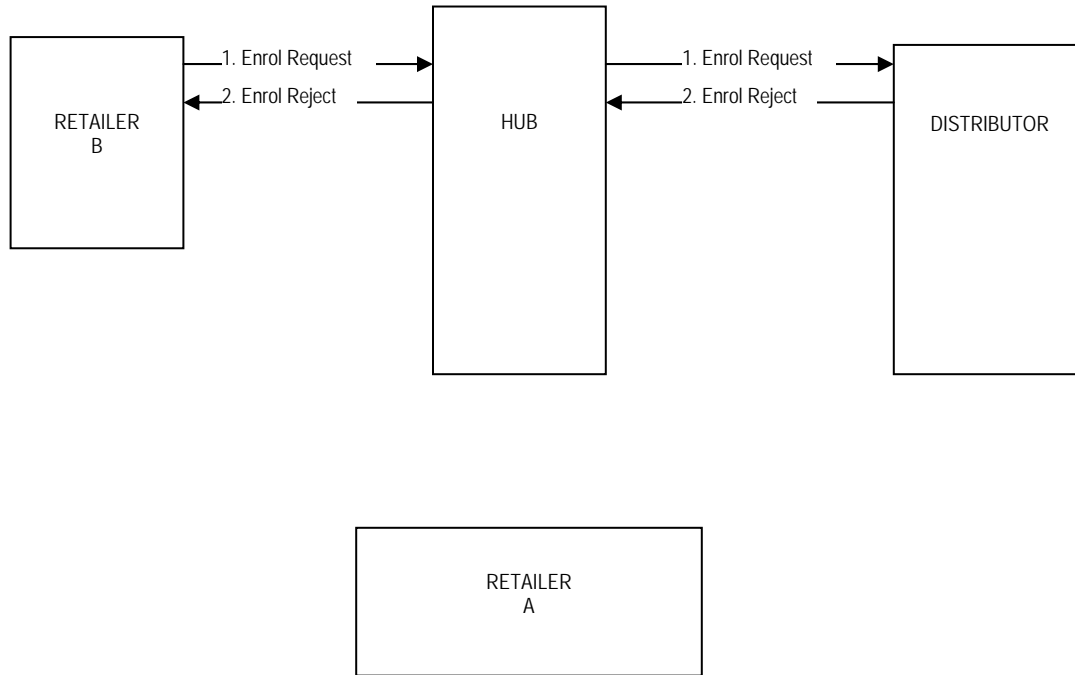 1. Enrol Request
1. Enrol Request
2. Enrol Reject
2. Enrol Reject
RETAILER
B
HUB
DISTRIBUTOR
RETAILER
A